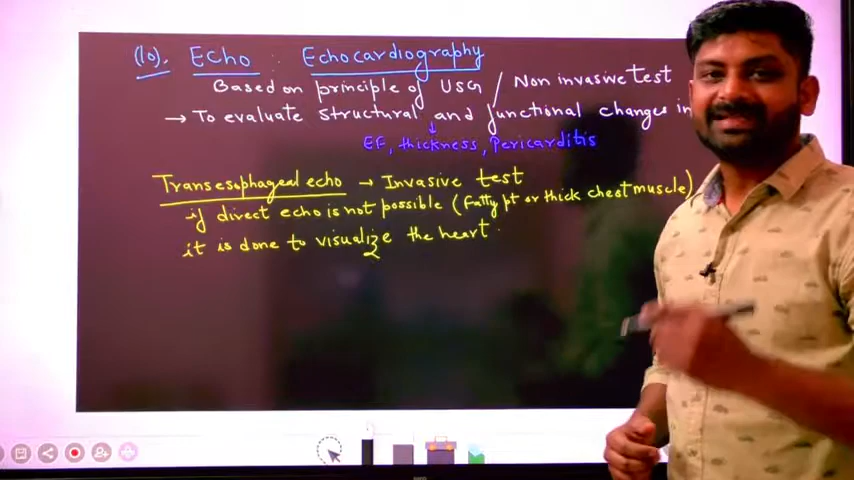 (10). Echo : Echocardiography
Based on principle of USG / Non invasive test
→ To evaluate structural and functional changes in
↓
EF, thickness, Pericarditis
Transesophageal echo → Invasive test
if direct echo is not possible (Fatty pt or thick chest muscle)
it is done to visualize the heart.